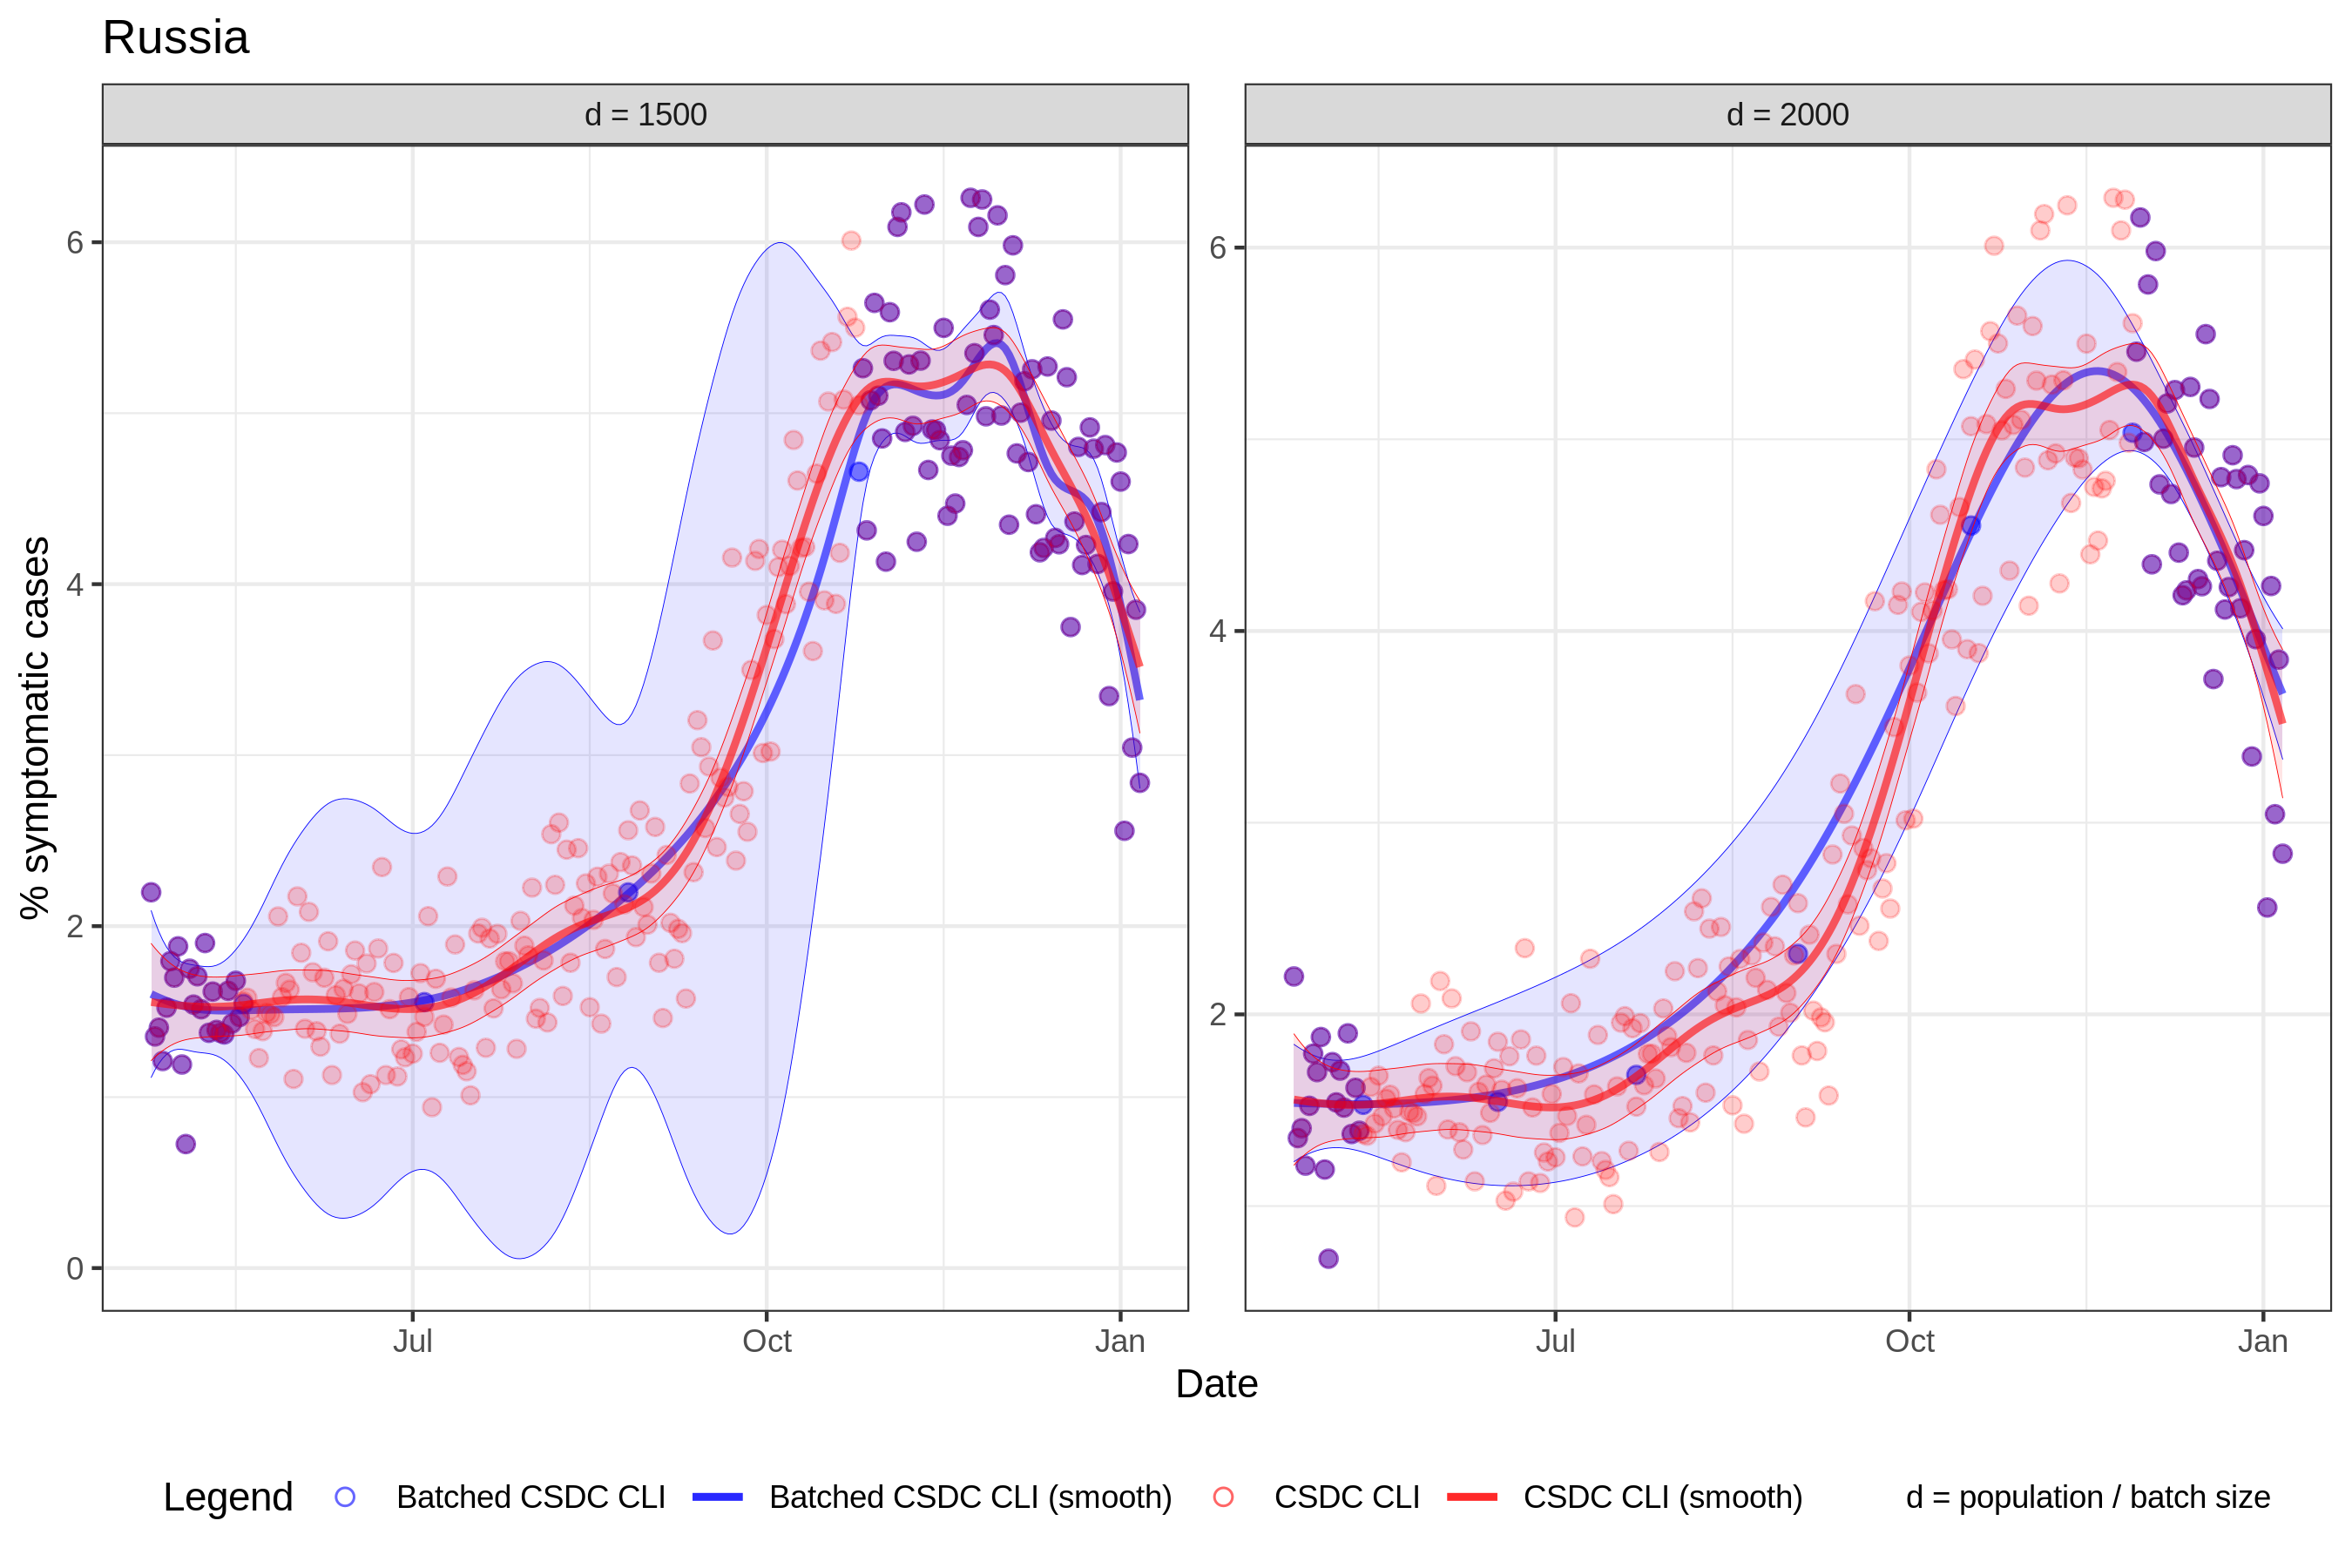 Russia
d = 1500
d = 2000
% symptomatic cases
6
4
2
0
6
4
2
Jul
Oct
Jan
Jul
Oct
Jan
Date
Legend
Batched CSDC CLI
Batched CSDC CLI (smooth)
CSDC CLI
CSDC CLI (smooth)
d = population / batch size